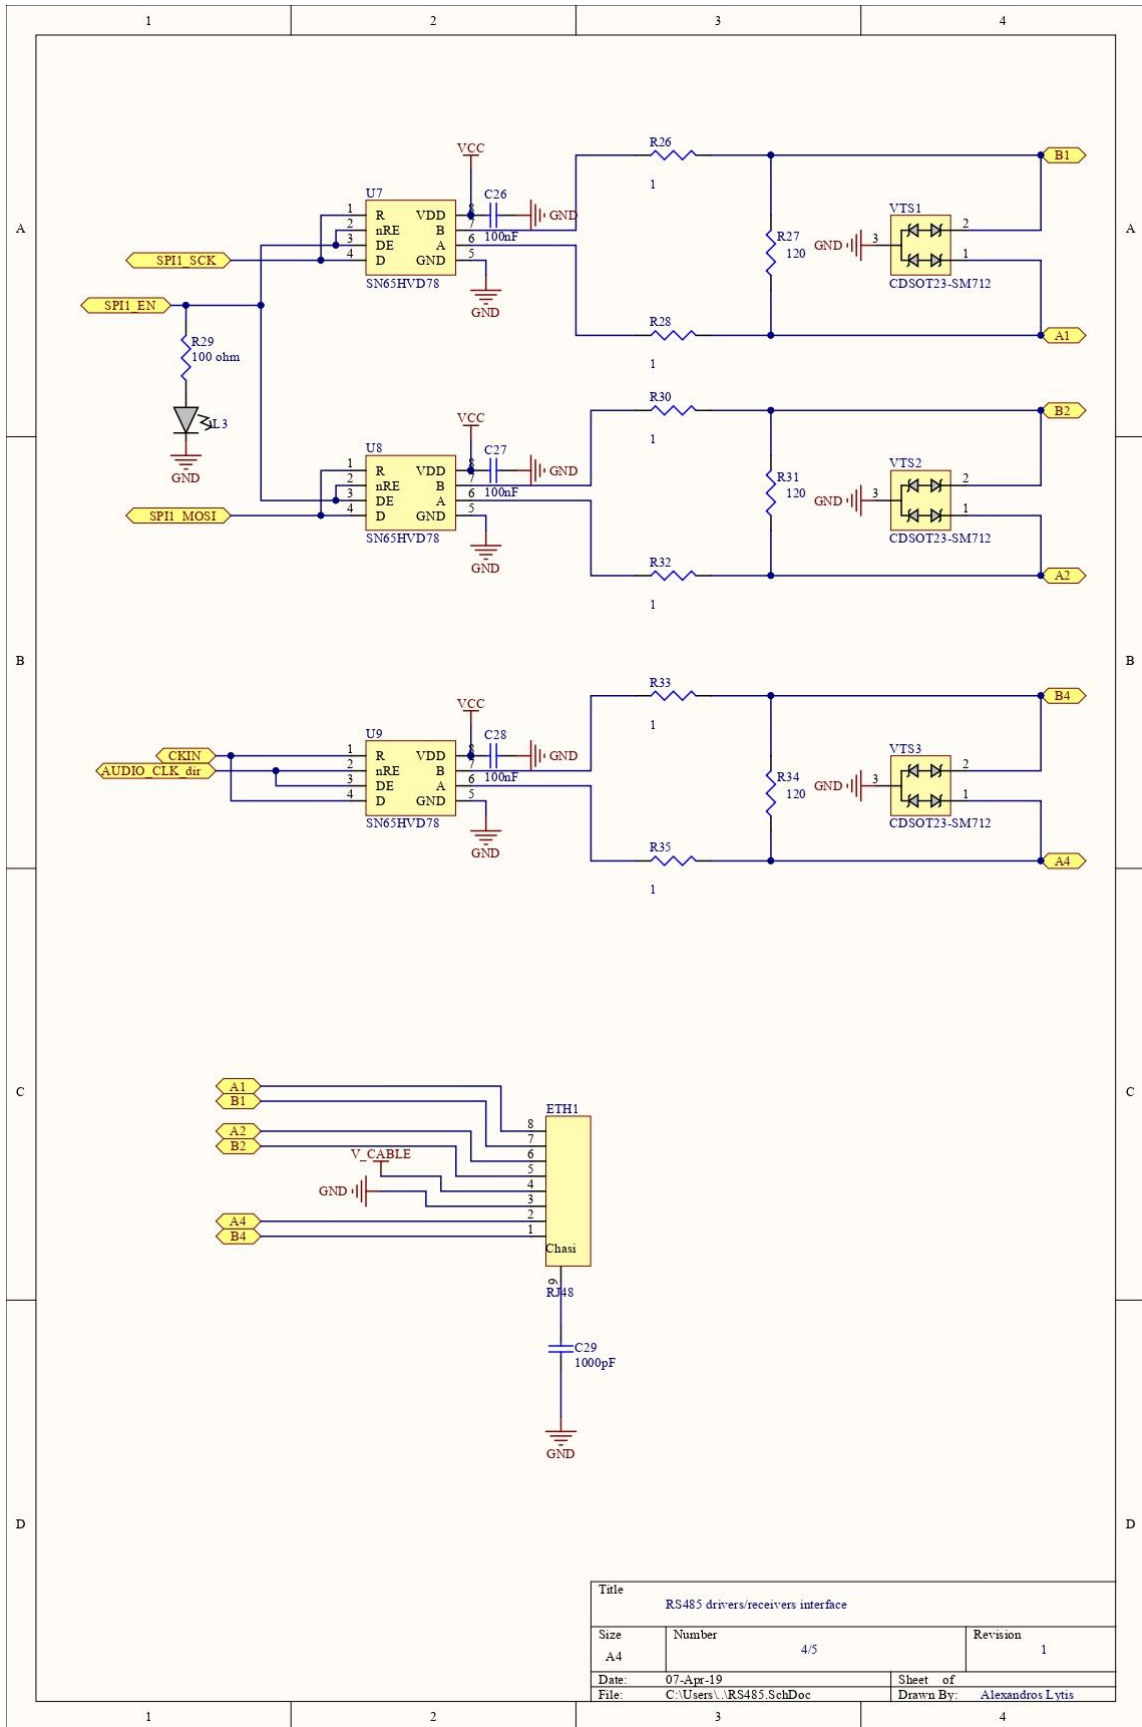 1 2 3 4
A A
B B
C C
D D
R26
1
B1
VCC
U7
C26
GND
100nF
1 R VDD 8
2 nRE B 7
3 DE A 6
4 D GND 5
SN65HVD78
GND
SPI1_SCK
SPI1_EN
R29
100 ohm
L3
GND
R27
120
VTS1
GND 3
2
1
CDSOT23-SM712
R28
1
A1
R30
1
B2
VCC
U8
C27
GND
100nF
1 R VDD 8
2 nRE B 7
3 DE A 6
4 D GND 5
SN65HVD78
GND
SPI1_MOSI
R31
120
VTS2
GND 3
2
1
CDSOT23-SM712
R32
1
A2
R33
1
B4
VCC
U9
C28
GND
100nF
CKIN
AUDIO_CLK_dir
1 R VDD 8
2 nRE B 7
3 DE A 6
4 D GND 5
SN65HVD78
GND
R34
120
VTS3
GND 3
2
1
CDSOT23-SM712
R35
1
A4
A1
B1
A2
B2
V_CABLE
GND
A4
B4
ETH1
8
7
6
5
4
3
2
1
Chasi
9
RJ48
C29
1000pF
GND
Title
RS485 drivers/receivers interface
Size Number Revision
A4 4/5 1
Date: 07-Apr-19 Sheet of
File: C:\Users\..\RS485.SchDoc Drawn By: Alexandros Lytis
1 2 3 4